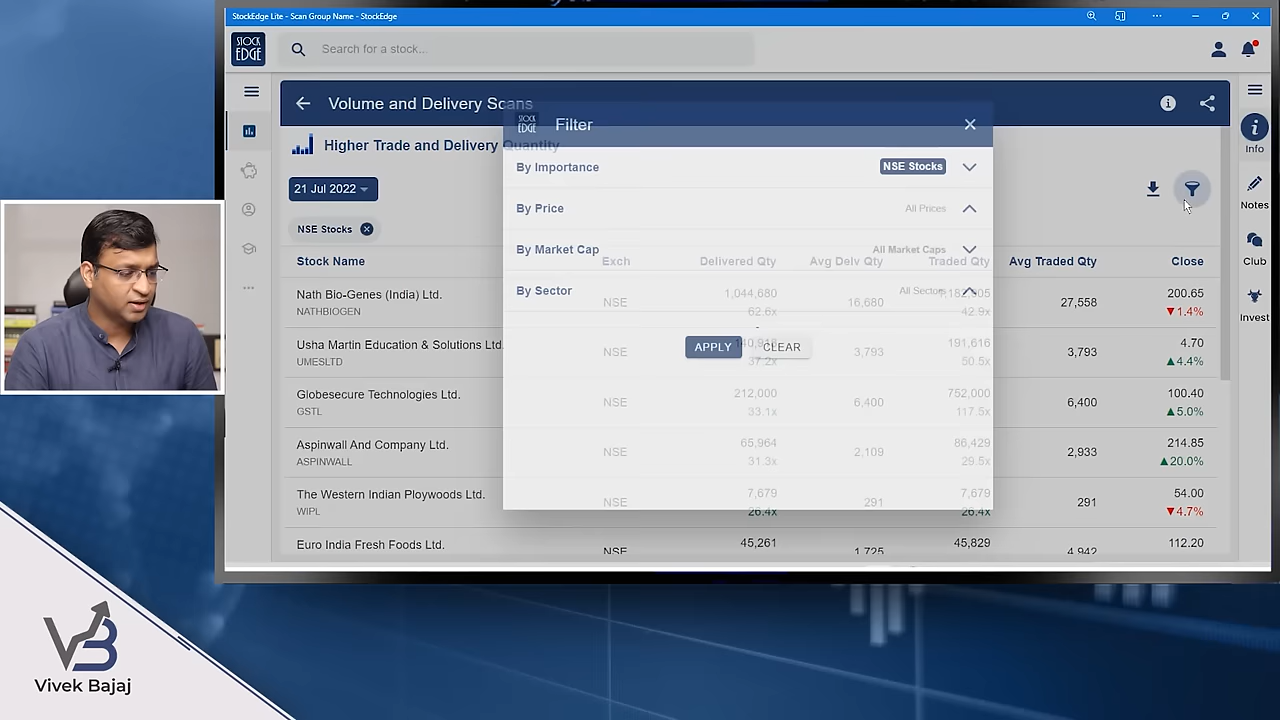 StockEdge Lite - Scan Group Name - StockEdge
STOCK
EDGE
Search for a stock...
Volume and Delivery Scans
Higher Trade and Delivery Quantity
21 Jul 2022
NSE Stocks
STOCK
EDGE
Filter
By Importance
NSE Stocks
By Price
All Prices
By Market Cap
All Market Caps
By Sector
All Sectors
APPLY
CLEAR
Info
Notes
Club
Invest
Stock Name Exch Delivered Qty Avg Delv Qty Traded Qty Avg Traded Qty Close
Nath Bio-Genes (India) Ltd. NSE 1,044,680 16,680 27,558 200.65
NATHBIOGEN 62.6x 42.9x ▼1.4%
Usha Martin Education & Solutions Ltd. NSE 3,793 191,616 3,793 4.70
UMESLTD 37.2x 50.5x ▲4.4%
Globesecure Technologies Ltd. NSE 212,000 6,400 752,000 6,400 100.40
GSTL 33.1x 117.5x ▲5.0%
Aspinwall And Company Ltd. NSE 65,964 2,109 86,429 2,933 214.85
ASPINWALL 31.3x 29.5x ▲20.0%
The Western Indian Ploywoods Ltd. NSE 7,679 291 7,679 291 54.00
WIPL 26.4x 26.4x ▼4.7%
Euro India Fresh Foods Ltd. NSE 45,261 1,725 45,829 4,942 112.20
VB
Vivek Bajaj